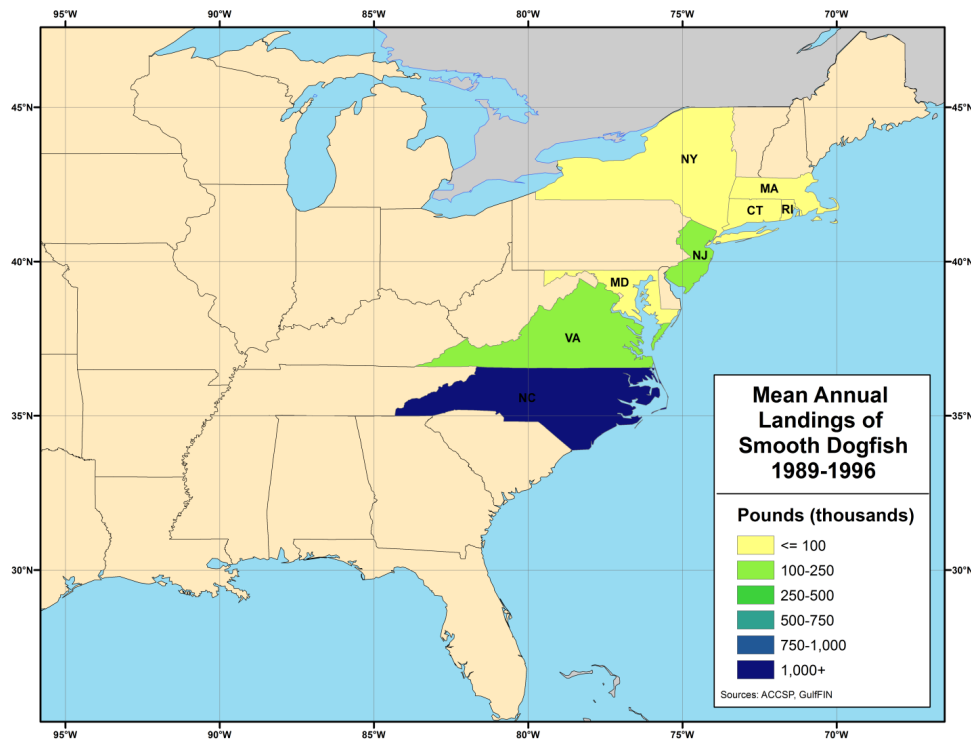 95°W 90°W 85°W 80°W 75°W 70°W
45°N 45°N
NY
MA
CT RI
40°N 40°N
NJ
MD
VA
NC
35°N 35°N
30°N 30°N
Mean Annual
Landings of
Smooth Dogfish
1989-1996
Pounds (thousands)
<= 100
100-250
250-500
500-750
750-1,000
1,000+
Sources: ACCSP, GulfFIN
95°W 90°W 85°W 80°W 75°W 70°W